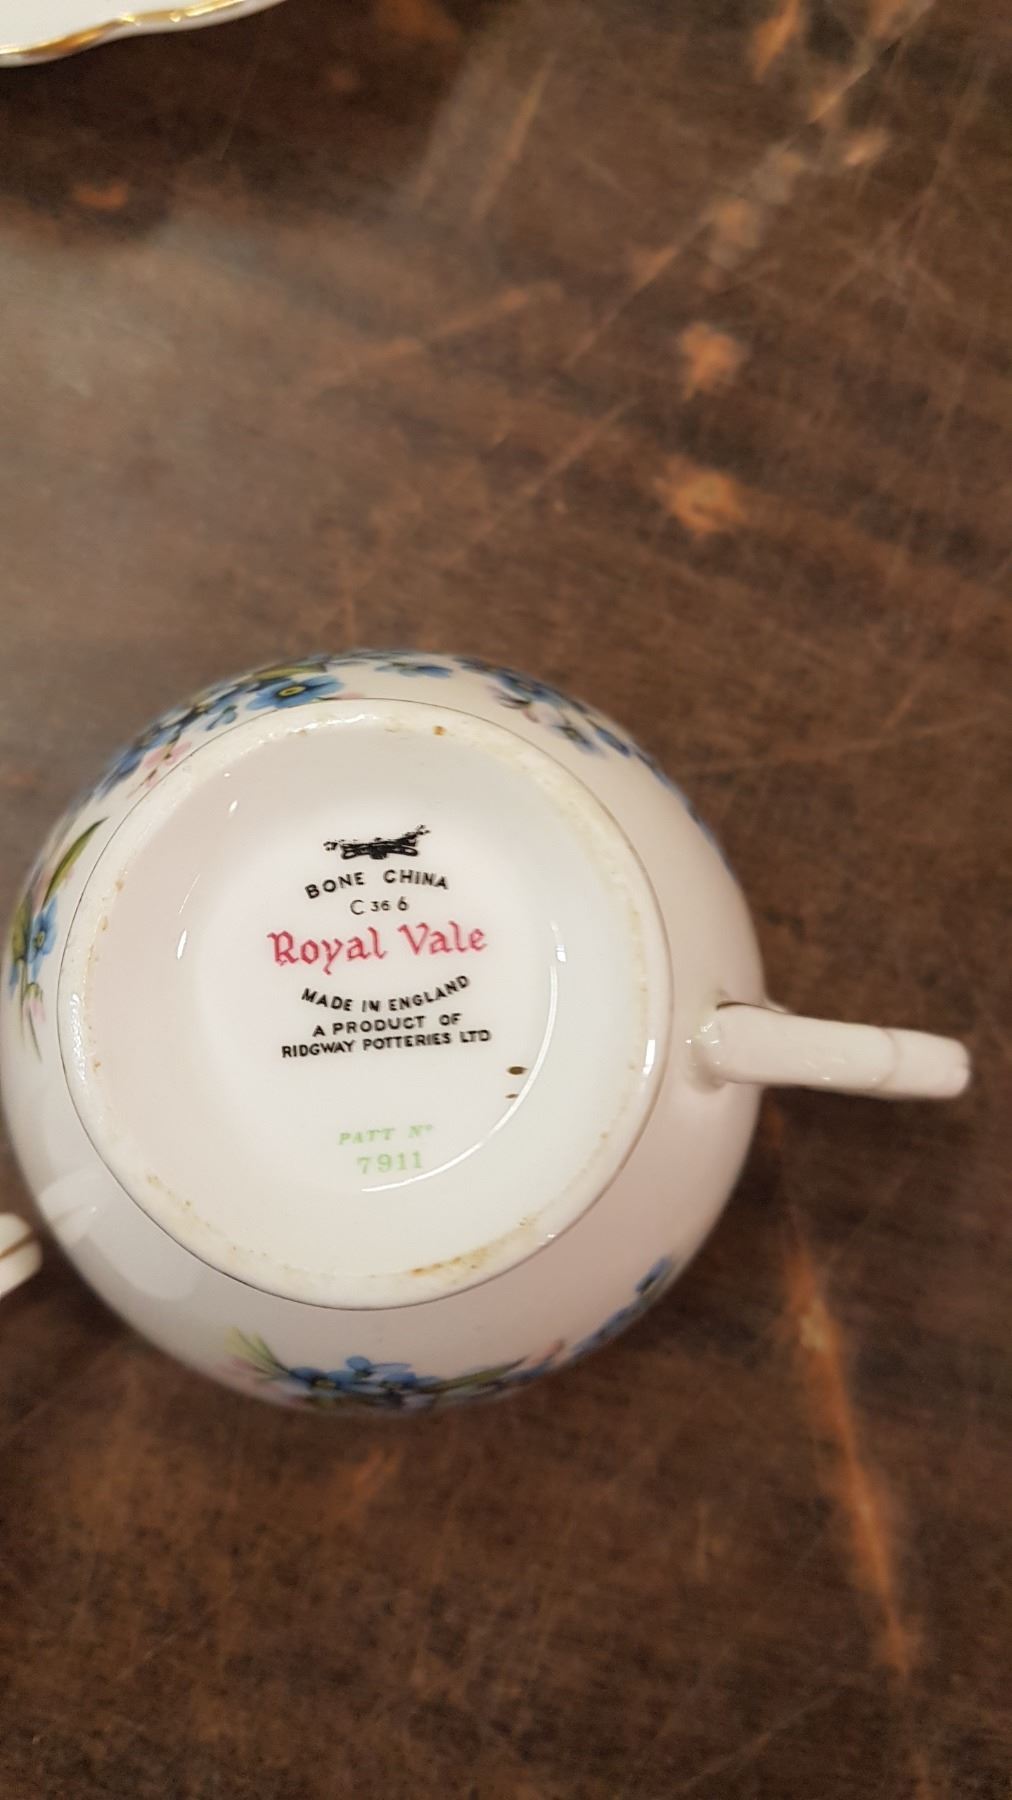 BONE CHINA
C 36 6
Royal Vale
MADE IN ENGLAND
A PRODUCT OF
RIDGWAY POTTERIES LTD
PATT Nº
7911